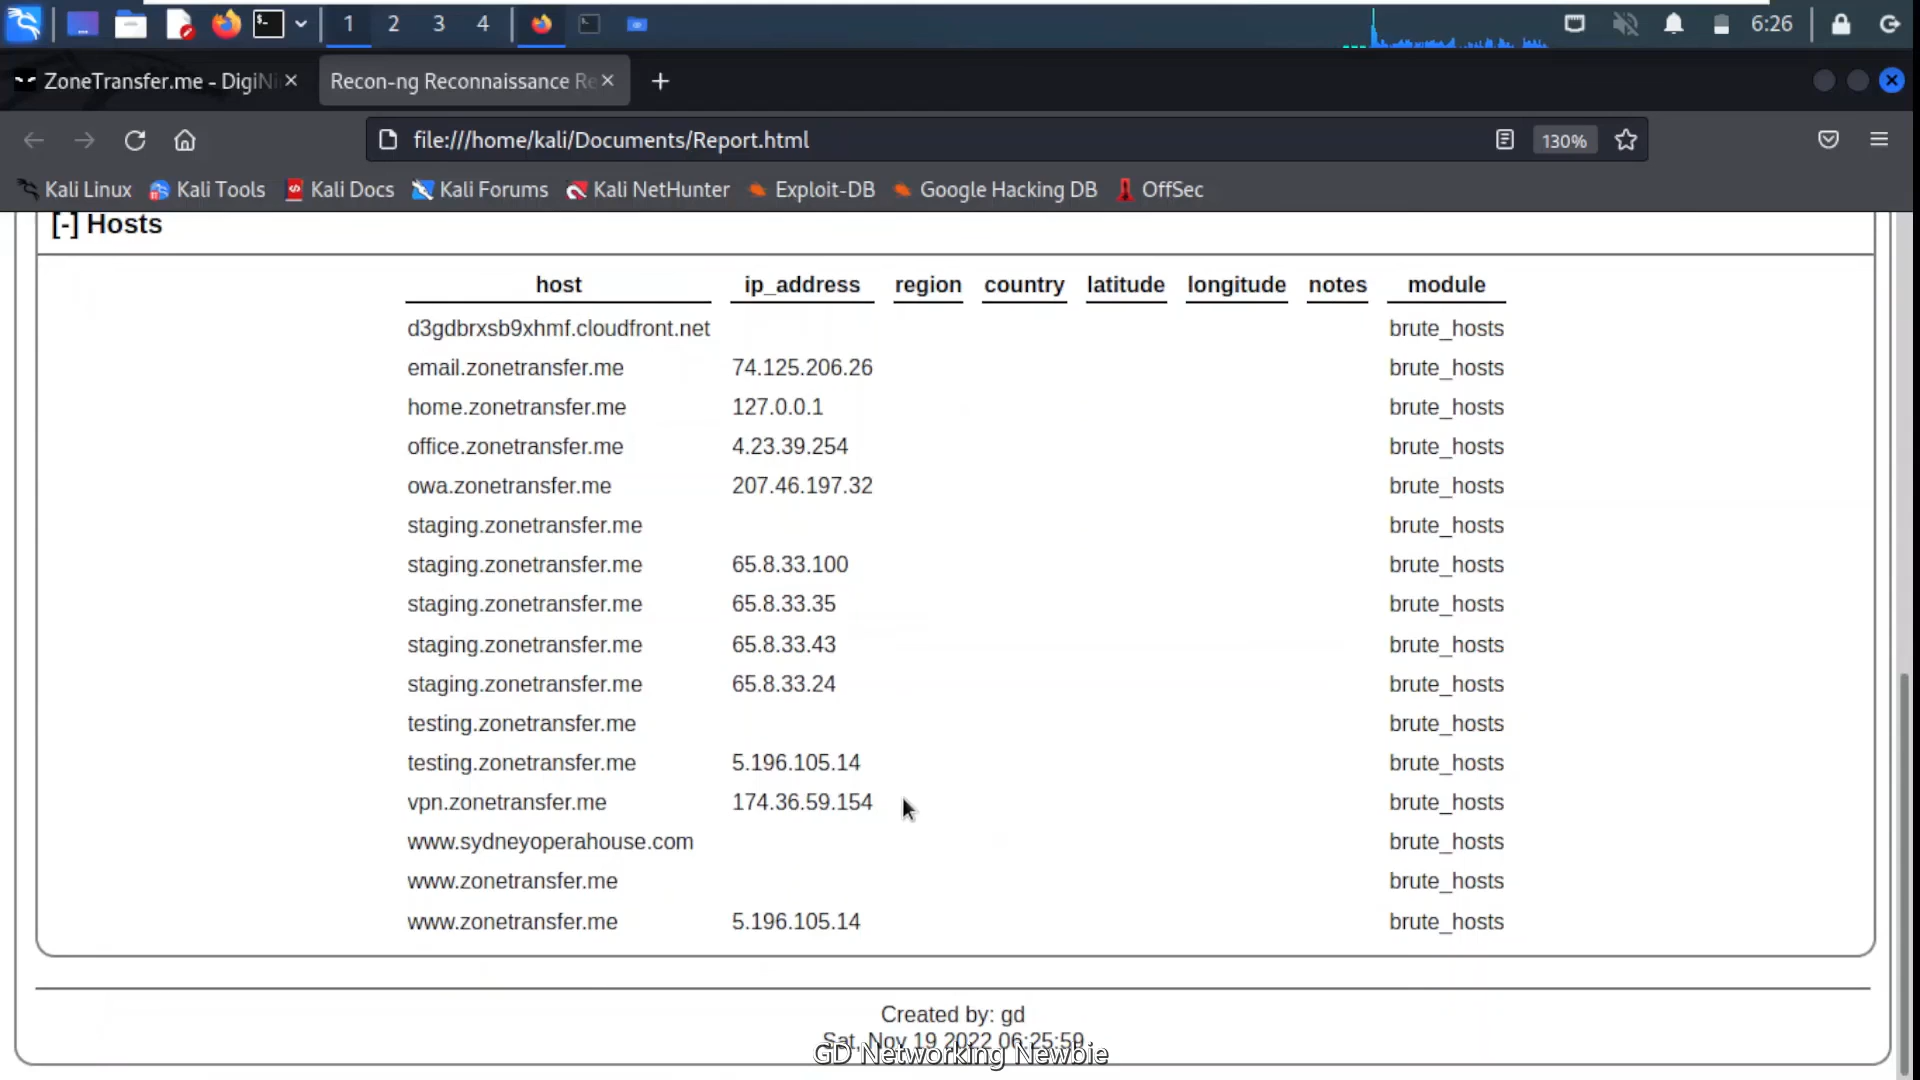 1 2 3 4 6:26
ZoneTransfer.me - DigiNi Recon-ng Reconnaissance Re
file:///home/kali/Documents/Report.html 130%
Kali Linux Kali Tools Kali Docs Kali Forums Kali NetHunter Exploit-DB Google Hacking DB OffSec
[-] Hosts
host ip_address region country latitude longitude notes module
d3gdbrxsb9xhmf.cloudfront.net brute_hosts
email.zonetransfer.me 74.125.206.26 brute_hosts
home.zonetransfer.me 127.0.0.1 brute_hosts
office.zonetransfer.me 4.23.39.254 brute_hosts
owa.zonetransfer.me 207.46.197.32 brute_hosts
staging.zonetransfer.me brute_hosts
staging.zonetransfer.me 65.8.33.100 brute_hosts
staging.zonetransfer.me 65.8.33.35 brute_hosts
staging.zonetransfer.me 65.8.33.43 brute_hosts
staging.zonetransfer.me 65.8.33.24 brute_hosts
testing.zonetransfer.me brute_hosts
testing.zonetransfer.me 5.196.105.14 brute_hosts
vpn.zonetransfer.me 174.36.59.154 brute_hosts
www.sydneyoperahouse.com brute_hosts
www.zonetransfer.me brute_hosts
www.zonetransfer.me 5.196.105.14 brute_hosts
Created by: gd
Sat, Nov 19 2022 06:25:59
GD Networking Newbie